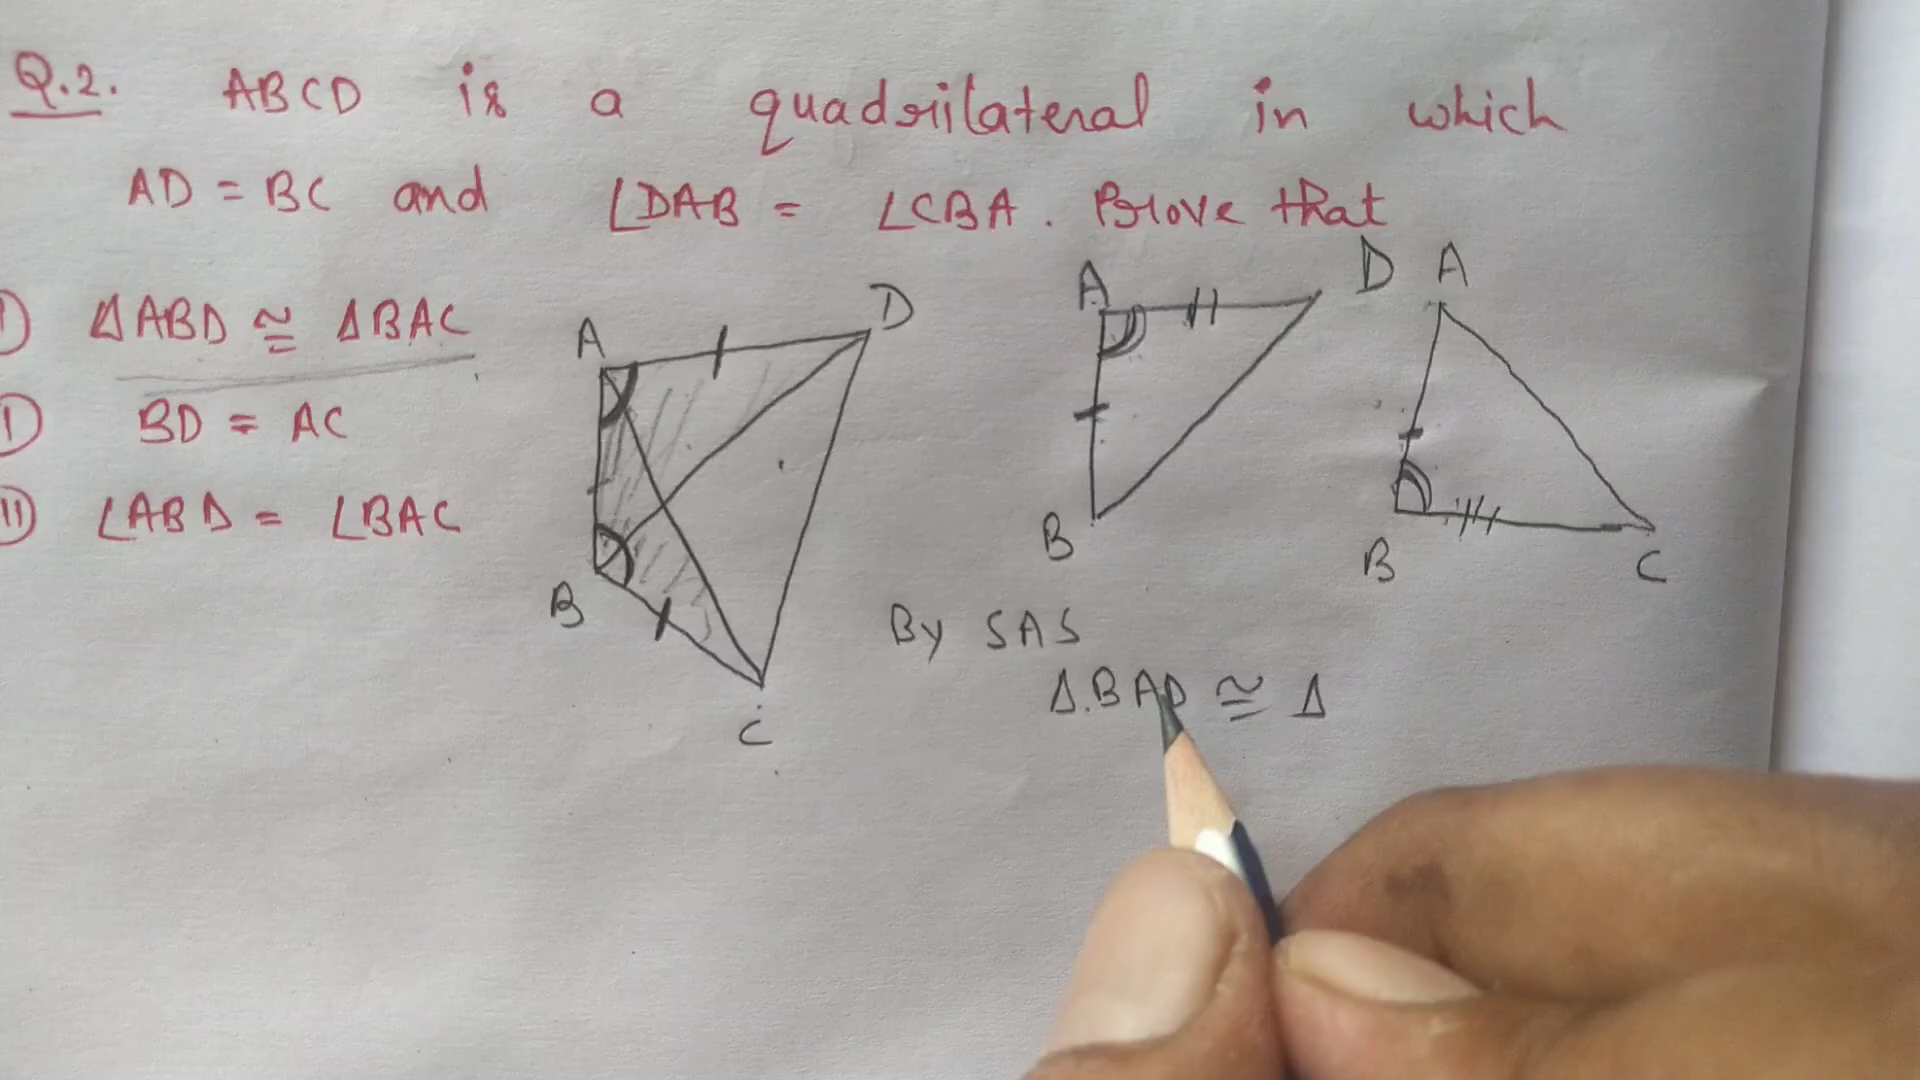 Q.2. ABCD is a quadrilateral in which
AD = BC and ∠DAB = ∠CBA. Prove that
I) ΔABD ≅ ΔBAC
I) BD = AC
II) ∠ABD = ∠BAC
A D
B
C
A D
B
A
B C
By SAS
Δ.BAD ≅ Δ